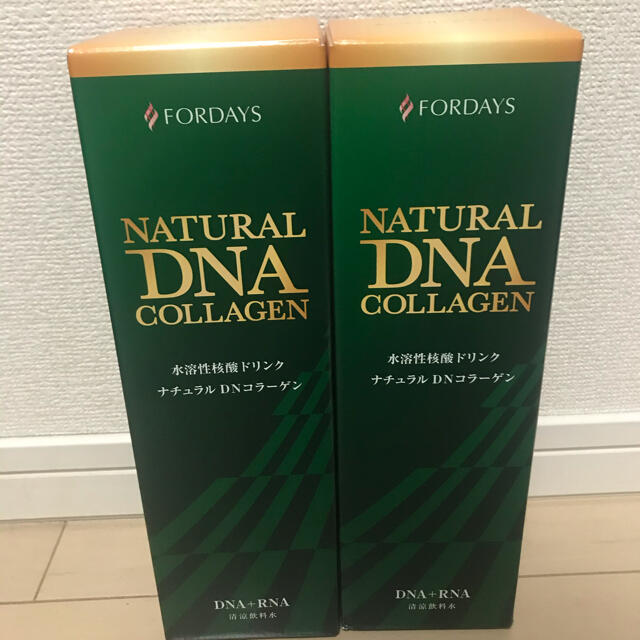 FORDAYS
NATURAL
DNA
COLLAGEN
水溶性核酸ドリンク
ナチュラル DNコラーゲン
DNA+RNA
清涼飲料水
FORDAYS
NATURAL
DNA
COLLAGEN
水溶性核酸ドリンク
ナチュラル DNコラーゲン
DNA+RNA
清涼飲料水